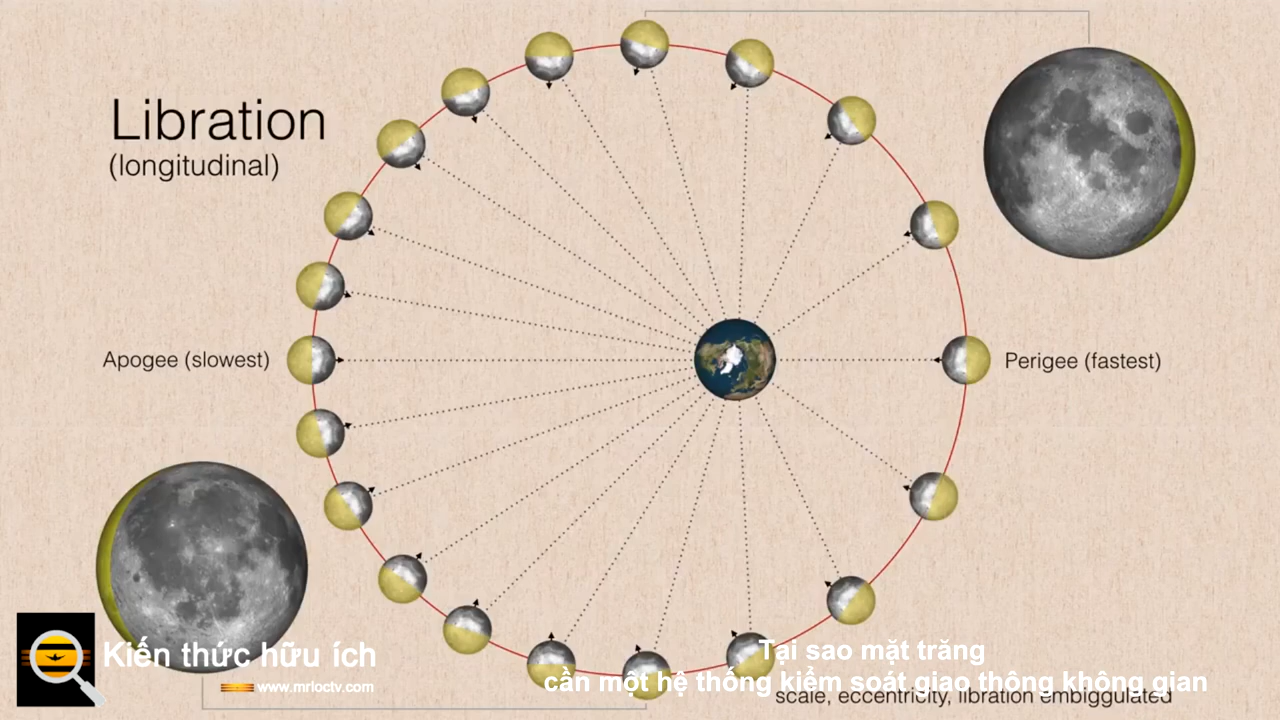 Libration
(longitudinal)
Apogee (slowest)
Perigee (fastest)
Kiến thức hữu ích
www.mrloctv.com
Tại sao mặt trăng
cần một hệ thống kiểm soát giao thông không gian
scale, eccentricity, libration embiggulated